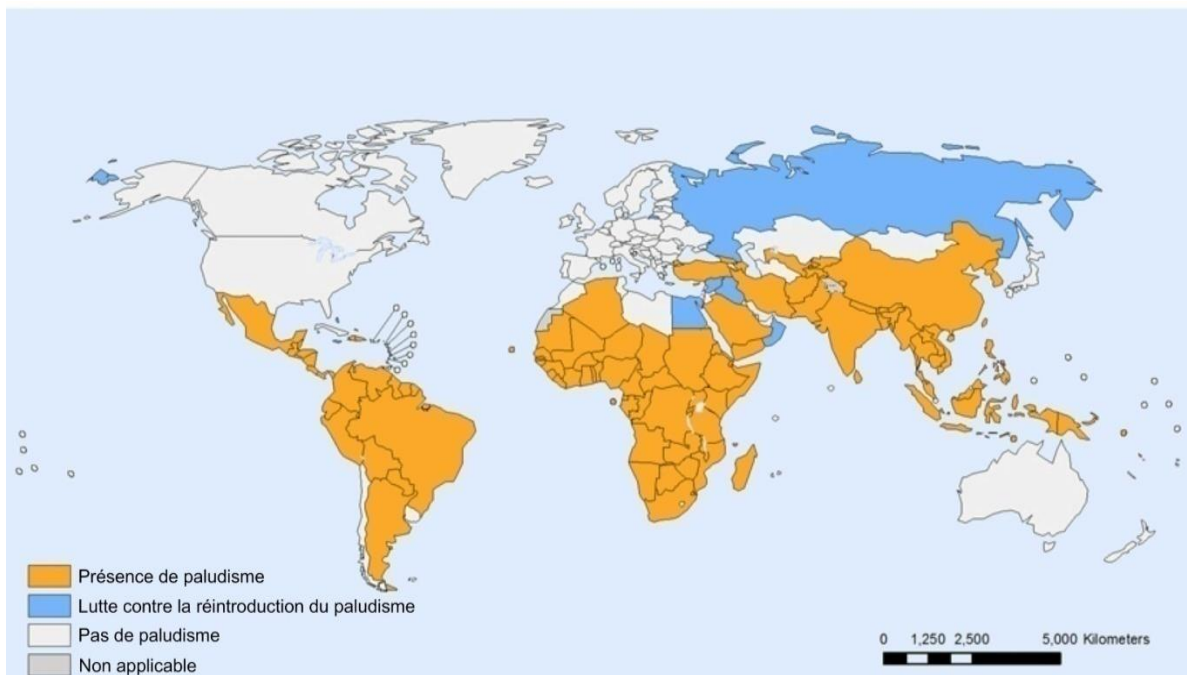 Présence de paludisme
Lutte contre la réintroduction du paludisme
Pas de paludisme
Non applicable
0 1,250 2,500 5,000 Kilometers